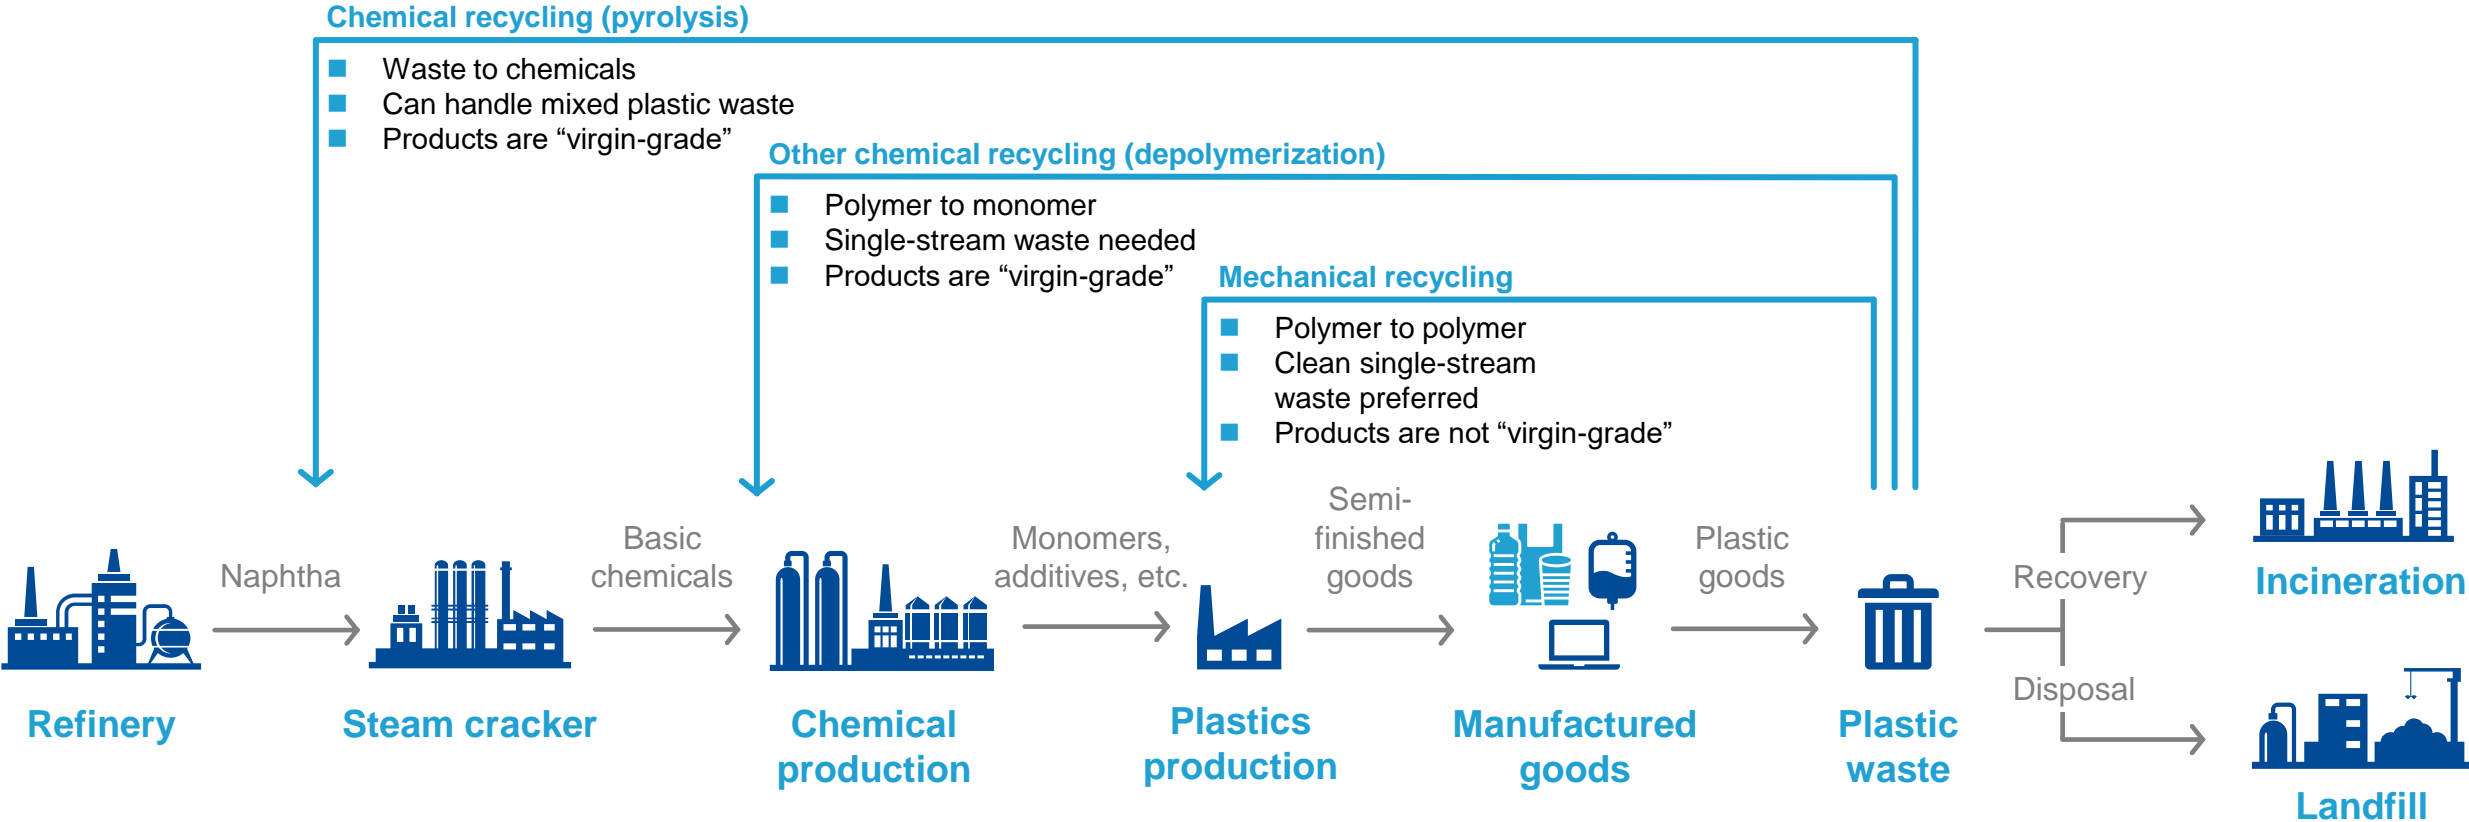 Chemical recycling (pyrolysis)
Waste to chemicals
Can handle mixed plastic waste
Products are “virgin-grade”
Other chemical recycling (depolymerization)
Polymer to monomer
Single-stream waste needed
Products are “virgin-grade”
Mechanical recycling
Polymer to polymer
Clean single-stream
waste preferred
Products are not “virgin-grade”
Naphtha
Basic
chemicals
Monomers,
additives, etc.
Semi-
finished
goods
Plastic
goods
Recovery
Disposal
Refinery
Steam cracker
Chemical
production
Plastics
production
Manufactured
goods
Plastic
waste
Incineration
Landfill